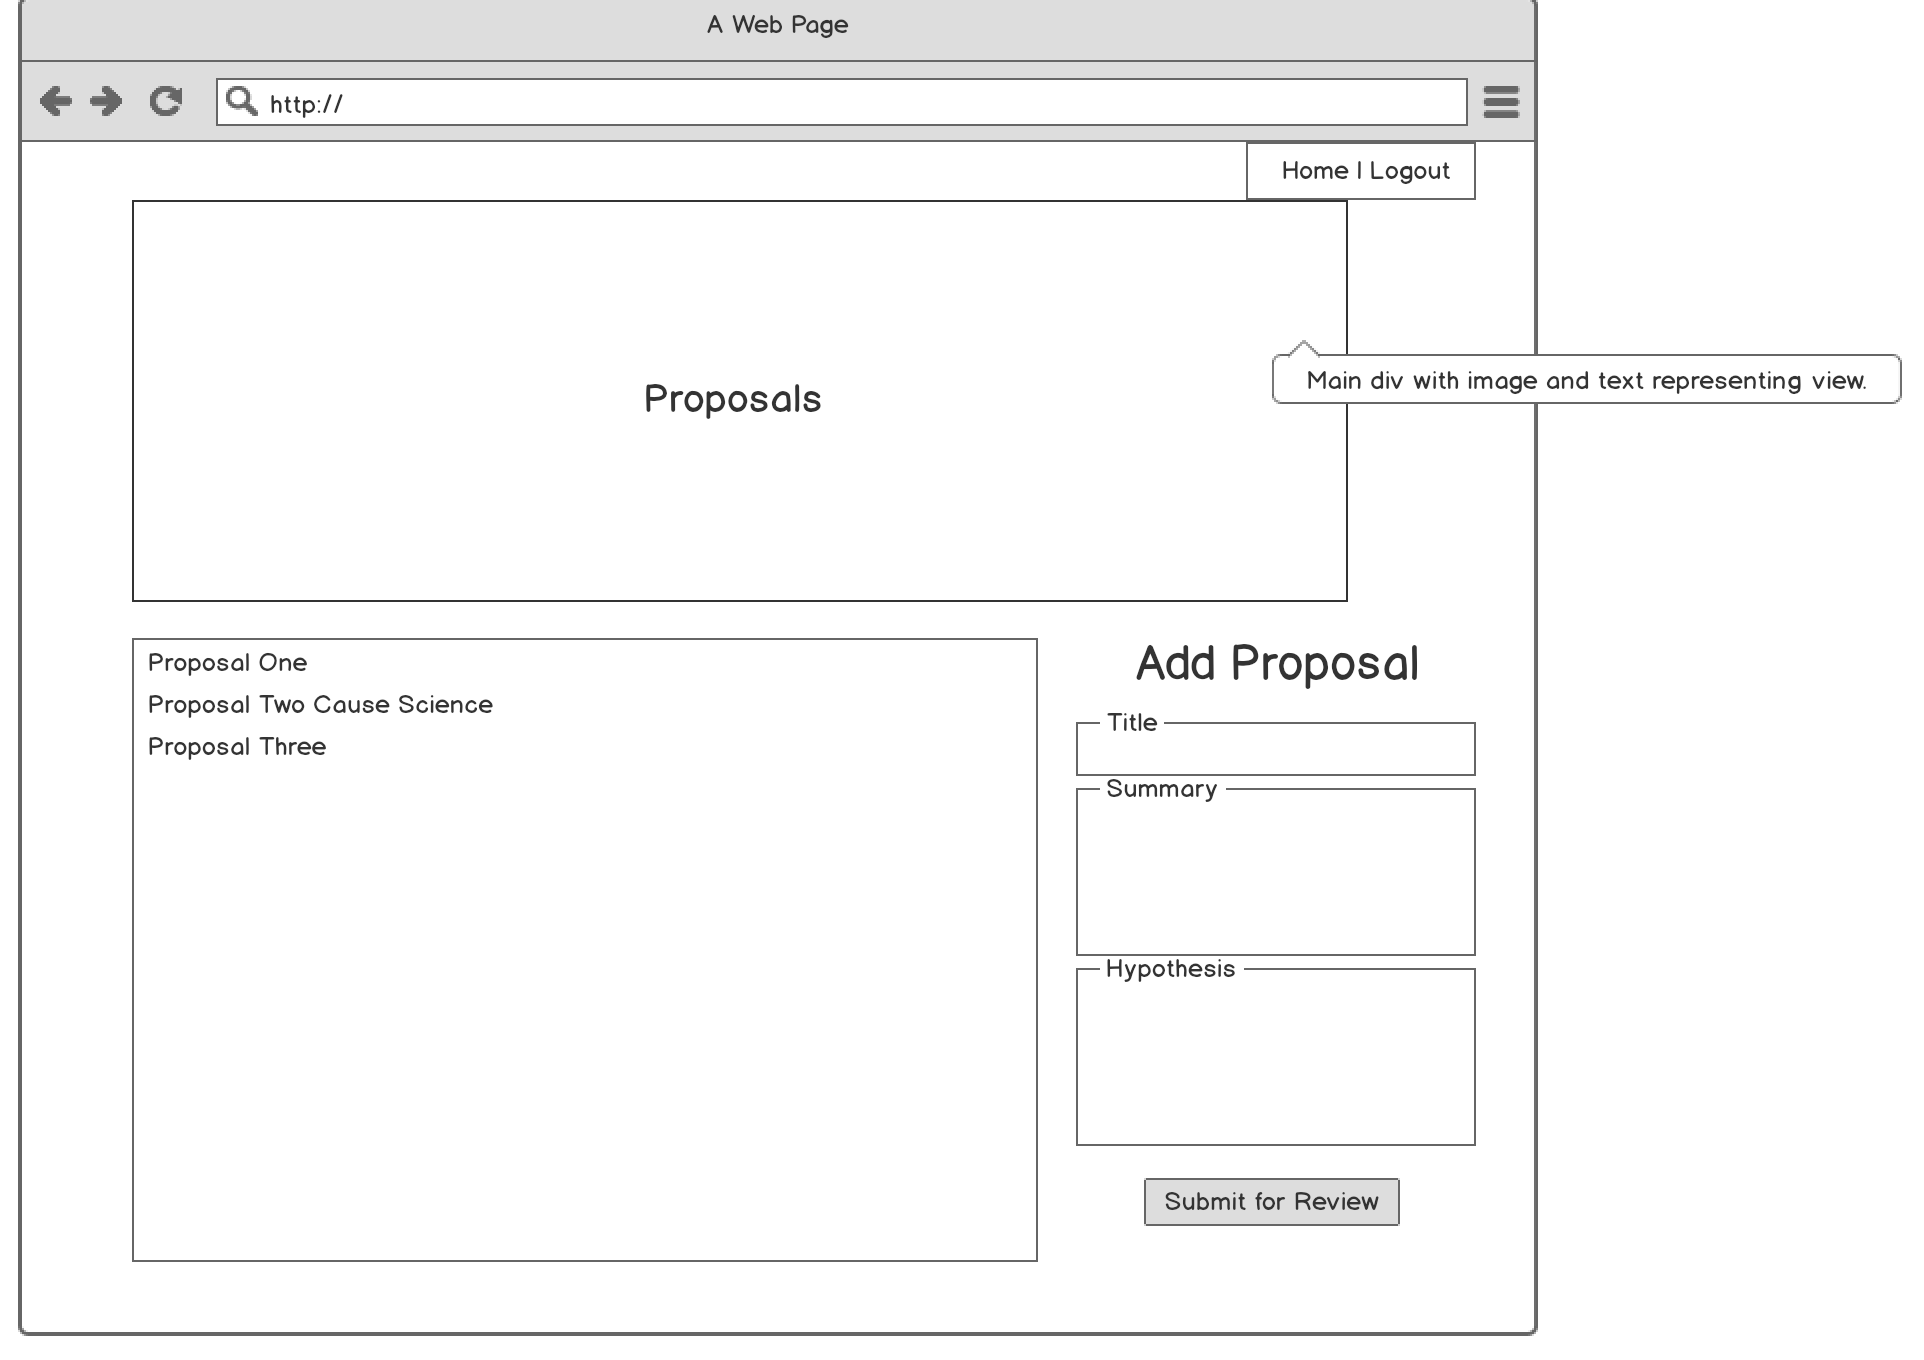 A Web Page
http://
Home | Logout
Proposals
Main div with image and text representing view.
Proposal One
Proposal Two Cause Science
Proposal Three
Add Proposal
Title
Summary
Hypothesis
Submit for Review